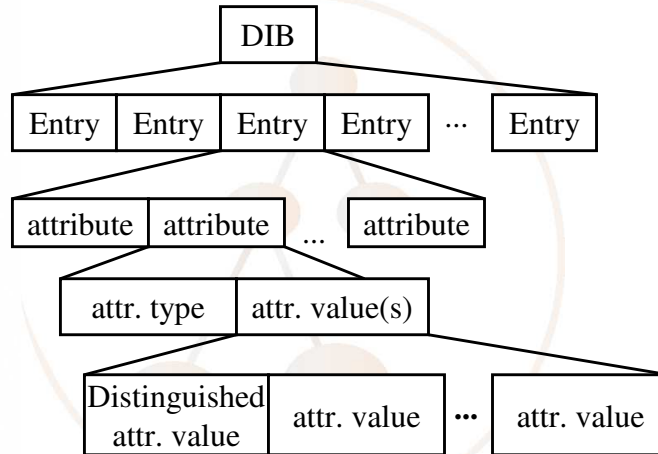 DIB
Entry Entry Entry Entry ... Entry
attribute attribute ... attribute
attr. type attr. value(s)
Distinguished
attr. value attr. value ... attr. value